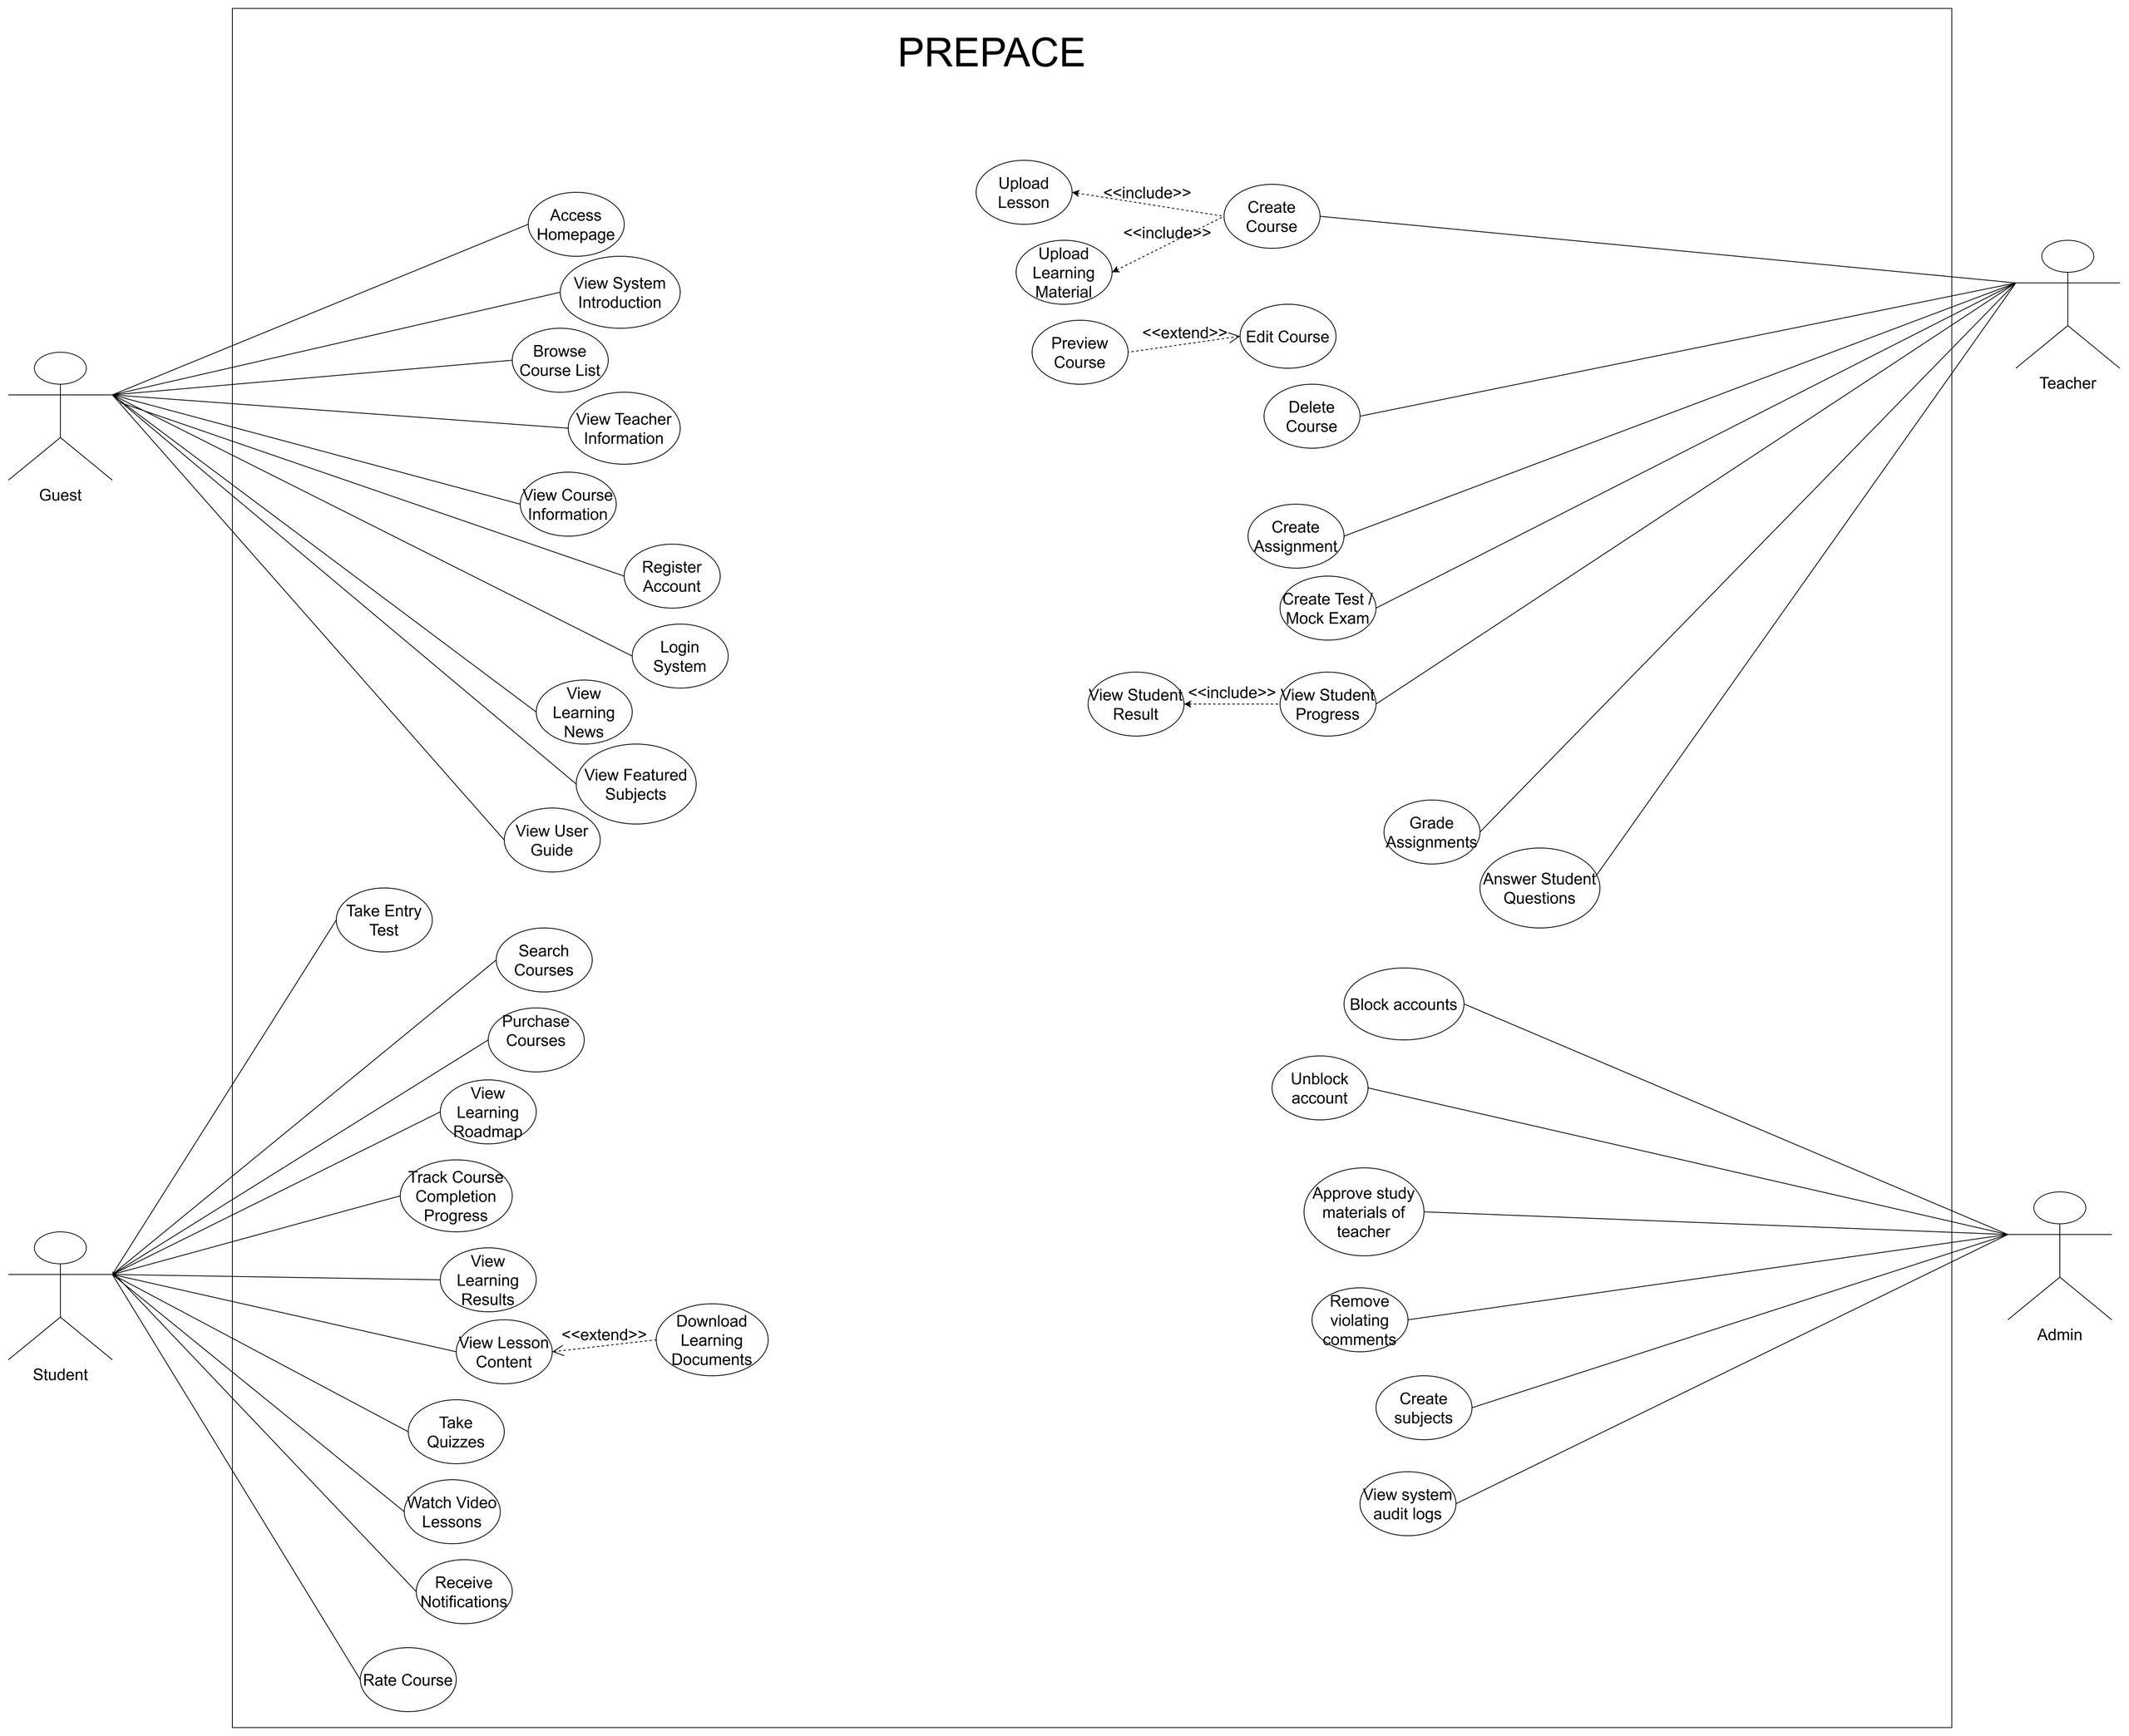 PREPACE
Access
Homepage
View System
Introduction
Browse
Course List
View Teacher
Information
View Course
Information
Register
Account
Login
System
View
Learning
News
View Featured
Subjects
View User
Guide
Guest
Upload
Lesson
<<include>>
Create
Course
<<include>>
Upload
Learning
Material
Preview
Course
<<extend>>
Edit Course
Delete
Course
Create
Assignment
Create Test /
Mock Exam
View Student
Result
<<include>>
View Student
Progress
Grade
Assignments
Answer Student
Questions
Teacher
Take Entry
Test
Search
Courses
Purchase
Courses
View
Learning
Roadmap
Track Course
Completion
Progress
View
Learning
Results
View Lesson
Content
<<extend>>
Download
Learning
Documents
Take
Quizzes
Watch Video
Lessons
Receive
Notifications
Rate Course
Student
Block accounts
Unblock
account
Approve study
materials of
teacher
Remove
violating
comments
Create
subjects
View system
audit logs
Admin